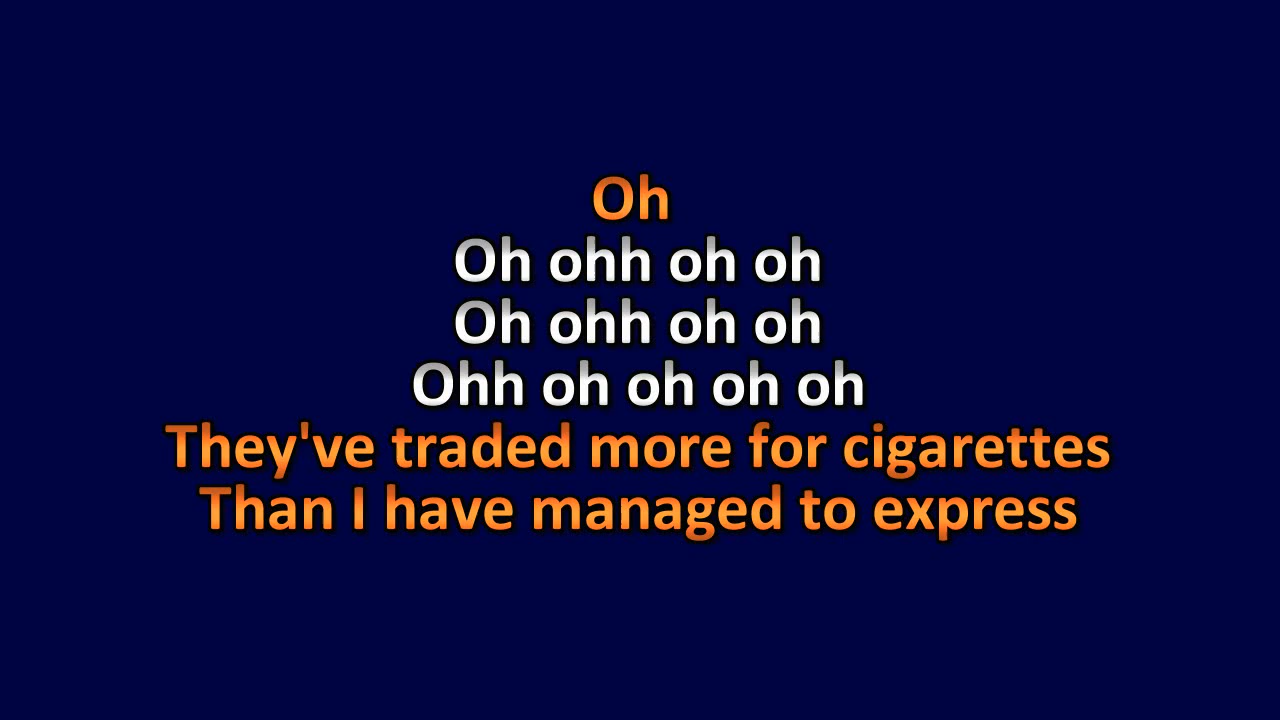 Oh
Oh ohh oh oh
Oh ohh oh oh
Ohh oh oh oh oh
They've traded more for cigarettes
Than I have managed to express